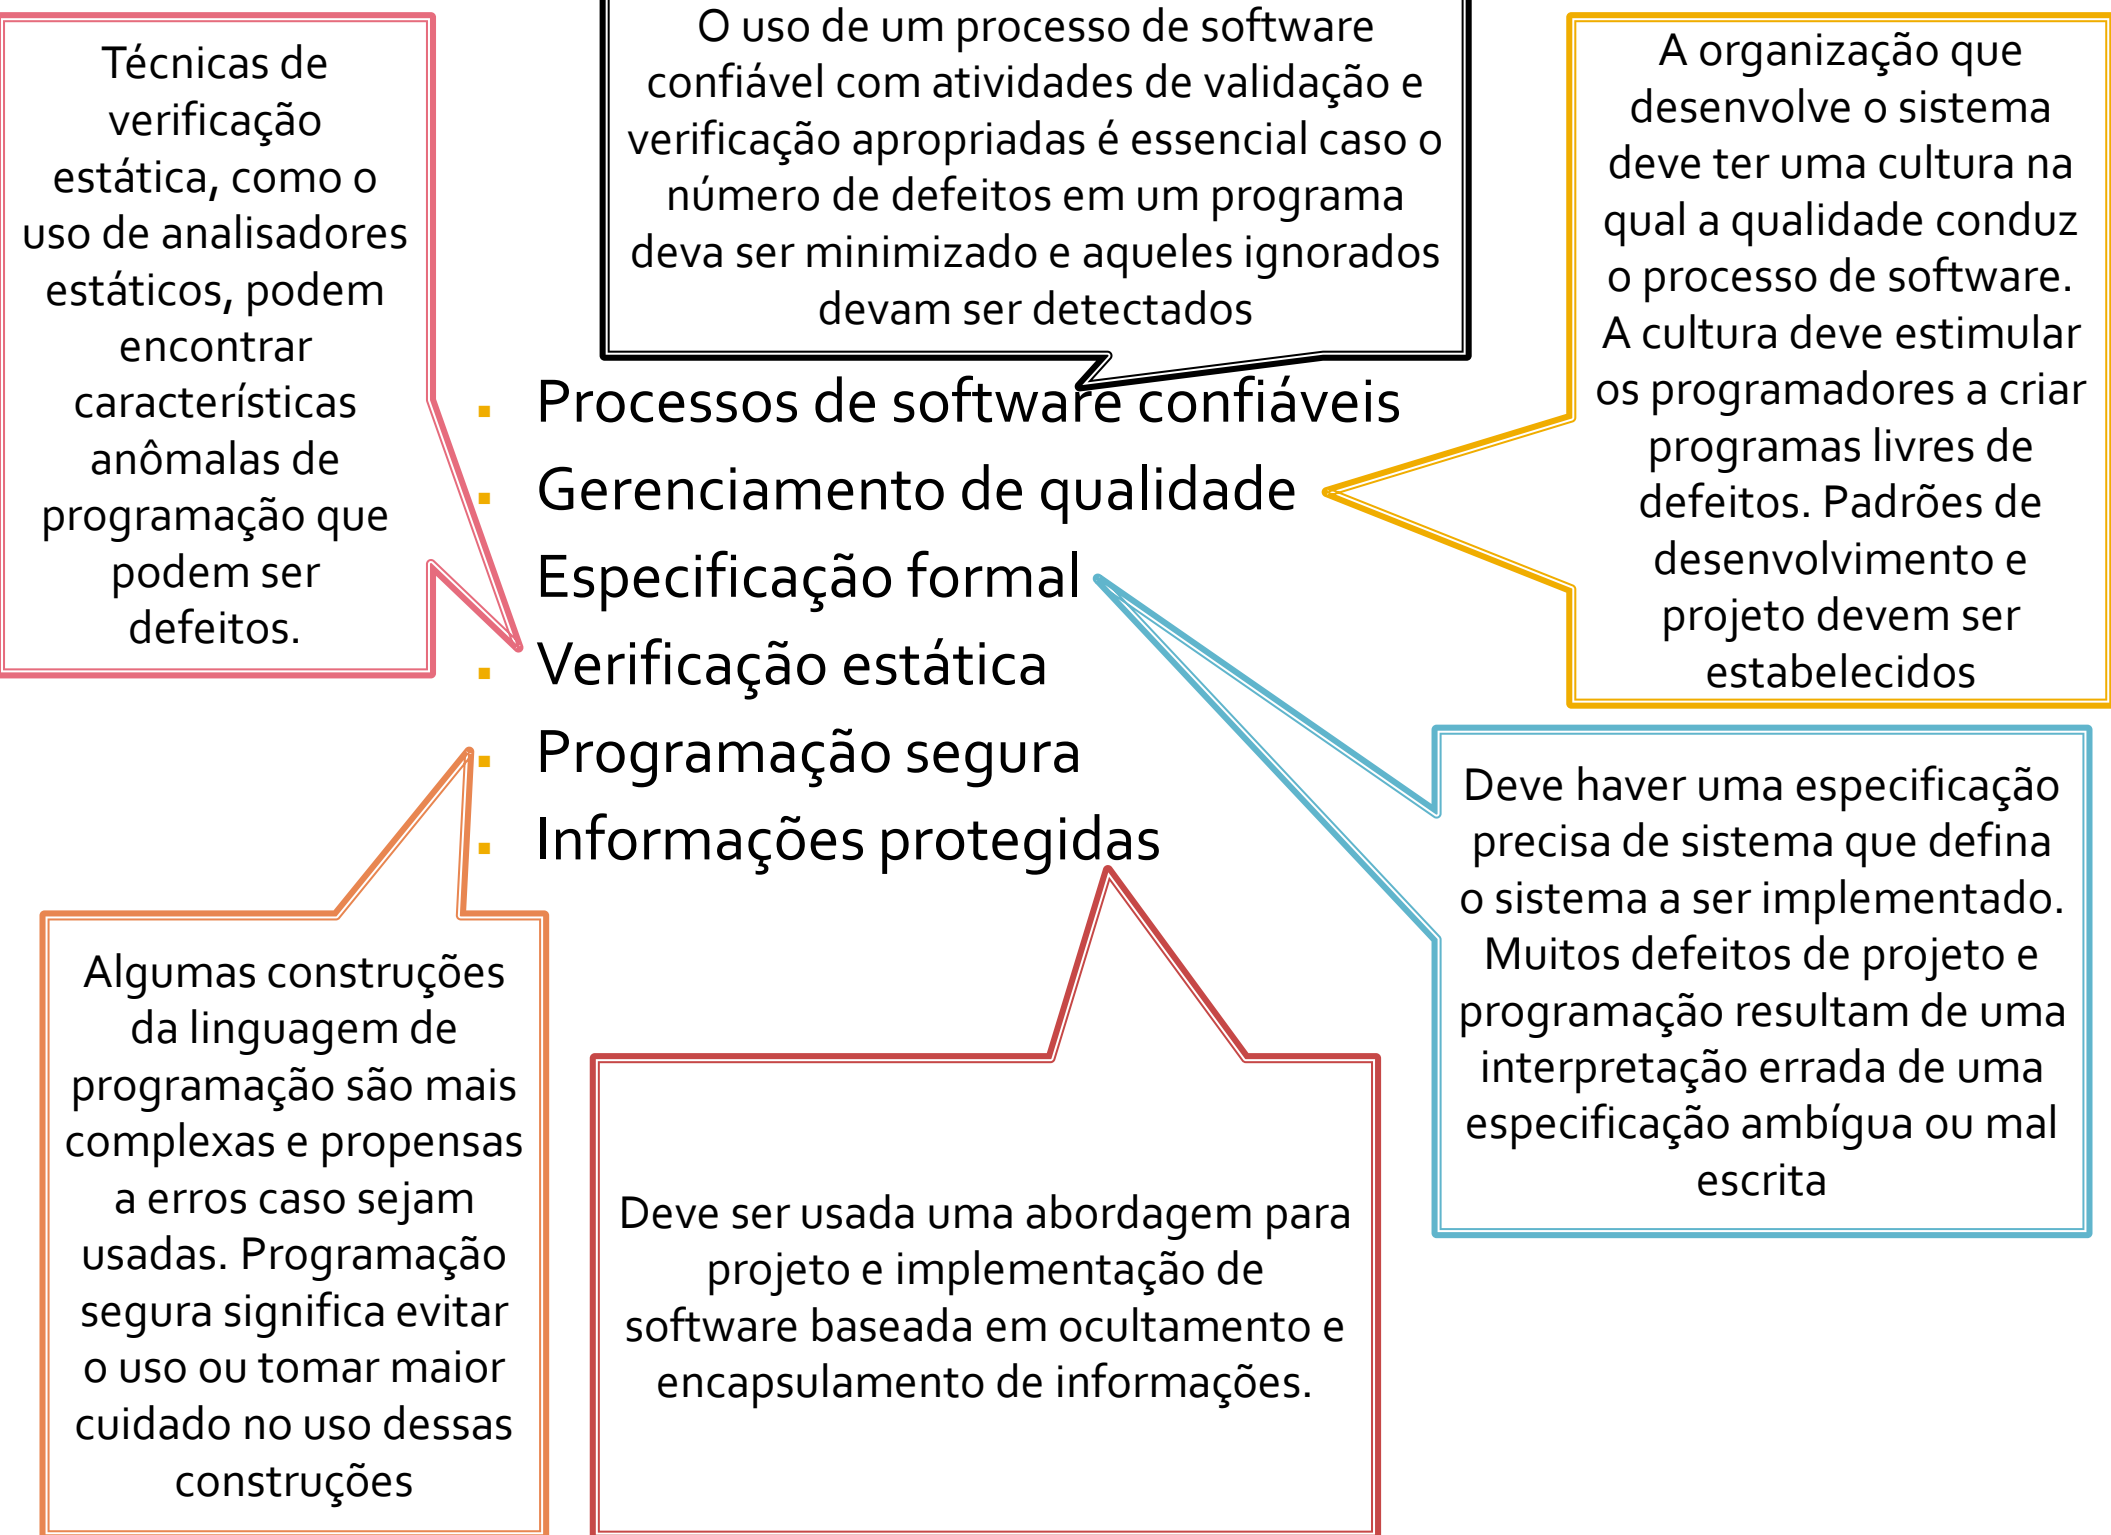 Técnicas de
verificação
estática, como o
uso de analisadores
estáticos, podem
encontrar
características
anômalas de
programação que
podem ser
defeitos.
O uso de um processo de software
confiável com atividades de validação e
verificação apropriadas é essencial caso o
número de defeitos em um programa
deva ser minimizado e aqueles ignorados
devam ser detectados
A organização que
desenvolve o sistema
deve ter uma cultura na
qual a qualidade conduz
o processo de software.
A cultura deve estimular
os programadores a criar
programas livres de
defeitos. Padrões de
desenvolvimento e
projeto devem ser
estabelecidos
Processos de software confiáveis
Gerenciamento de qualidade
Especificação formal
Verificação estática
Programação segura
Informações protegidas
Deve haver uma especificação
precisa de sistema que defina
o sistema a ser implementado.
Muitos defeitos de projeto e
programação resultam de uma
interpretação errada de uma
especificação ambígua ou mal
escrita
Algumas construções
da linguagem de
programação são mais
complexas e propensas
a erros caso sejam
usadas. Programação
segura significa evitar
o uso ou tomar maior
cuidado no uso dessas
construções
Deve ser usada uma abordagem para
projeto e implementação de
software baseada em ocultamento e
encapsulamento de informações.